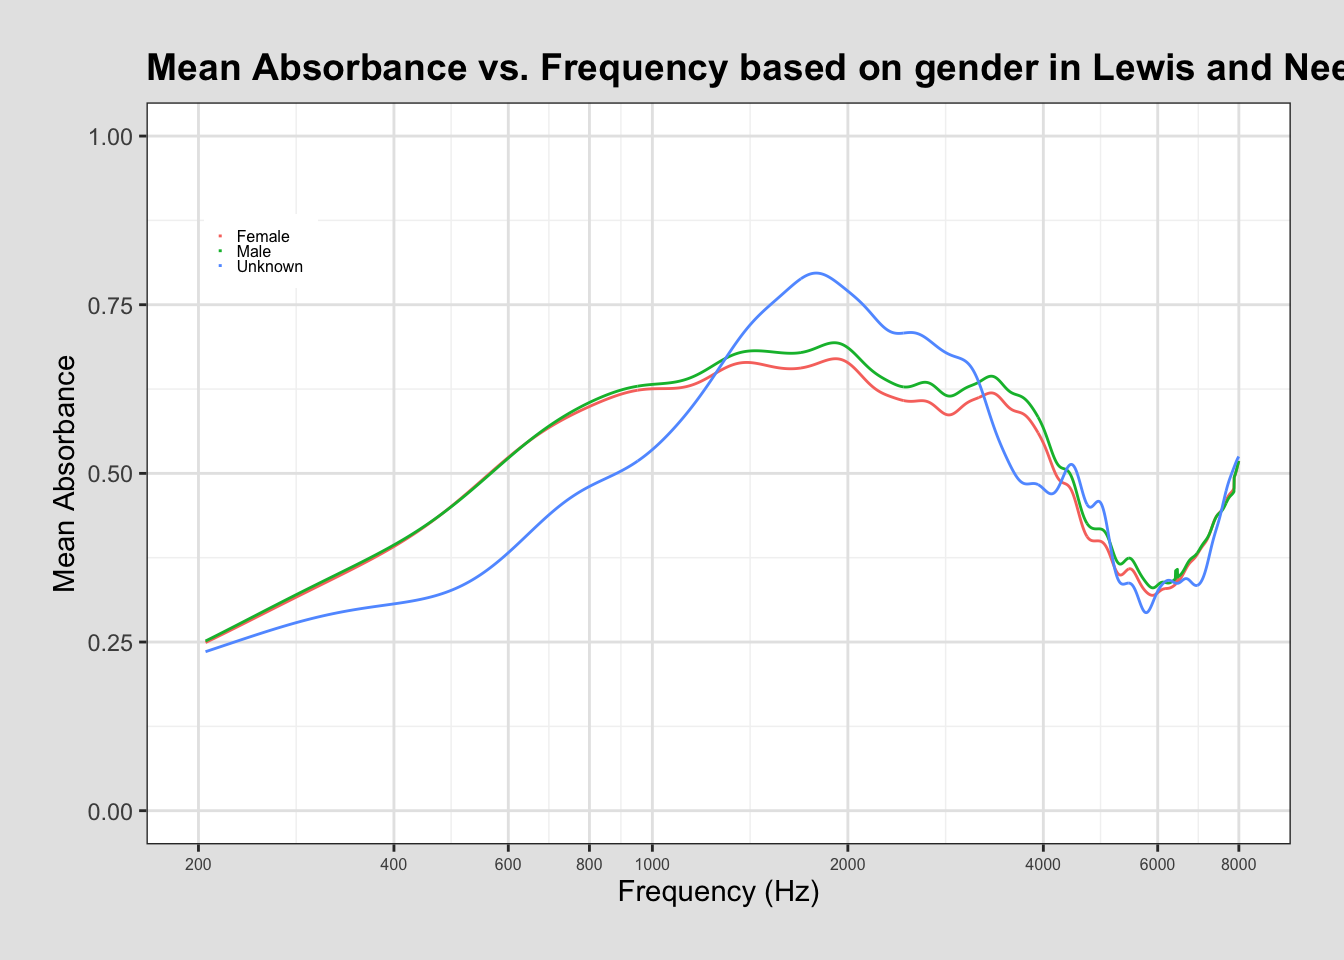 Mean Absorbance vs. Frequency based on gender in Lewis and Nee
1.00
Female
Male
Unknown
0.75
Mean Absorbance
0.50
0.25
0.00
200 400 600 800 1000 2000 4000 6000 8000
Frequency (Hz)